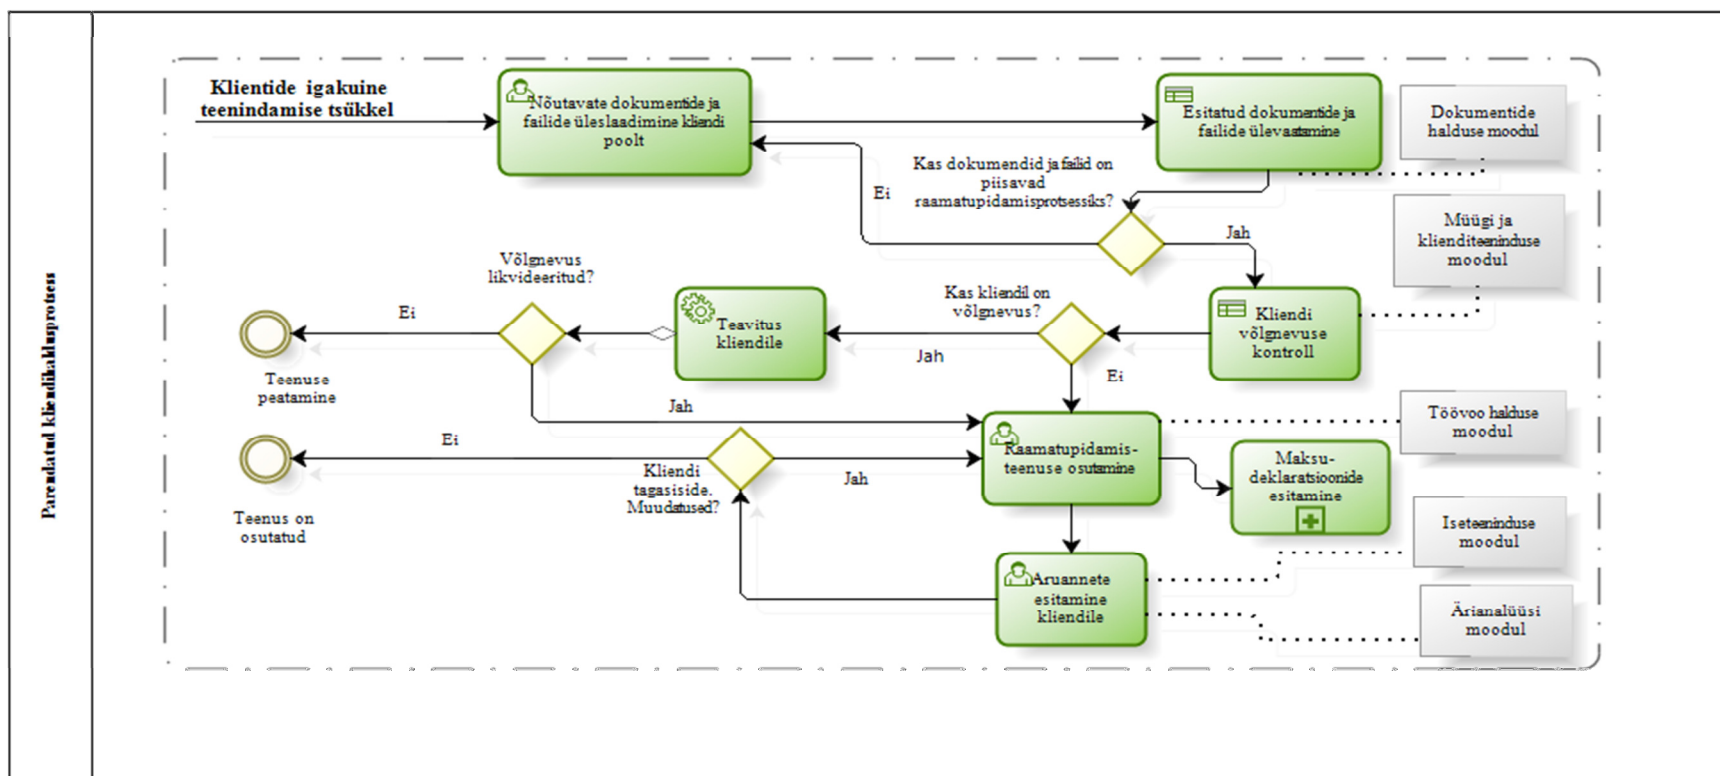 Parendatud kliendihaldusprotsess
Klientide igakuine
teenindamise tsükkel
Nõutavate dokumentide ja
failide üleslaadimine kliendi
poolt
Esitatud dokumentide ja
failide ülevaatamine
Dokumentide
halduse moodul
Kas dokumendid ja failid on
piisavad
raamatupidamisprotsessiks?
Ei
Jah
Müügi ja
klienditeeninduse
moodul
Võlgnevus
likvideeritud?
Ei
Teavitus
kliendile
Kas kliendil on
võlgnevus?
Jah
Ei
Kliendi
võlgnevuse
kontroll
Teenuse
peatamine
Jah
Töövoo halduse
moodul
Ei
Kliendi
tagasiside.
Muudatused?
Jah
Raamatupidamis-
teenuse osutamine
Maksu-
deklaratsioonide
esitamine
Teenus on
osutatud
Iseteeninduse
moodul
Aruannete
esitamine
kliendile
Ärianalüüsi
moodul